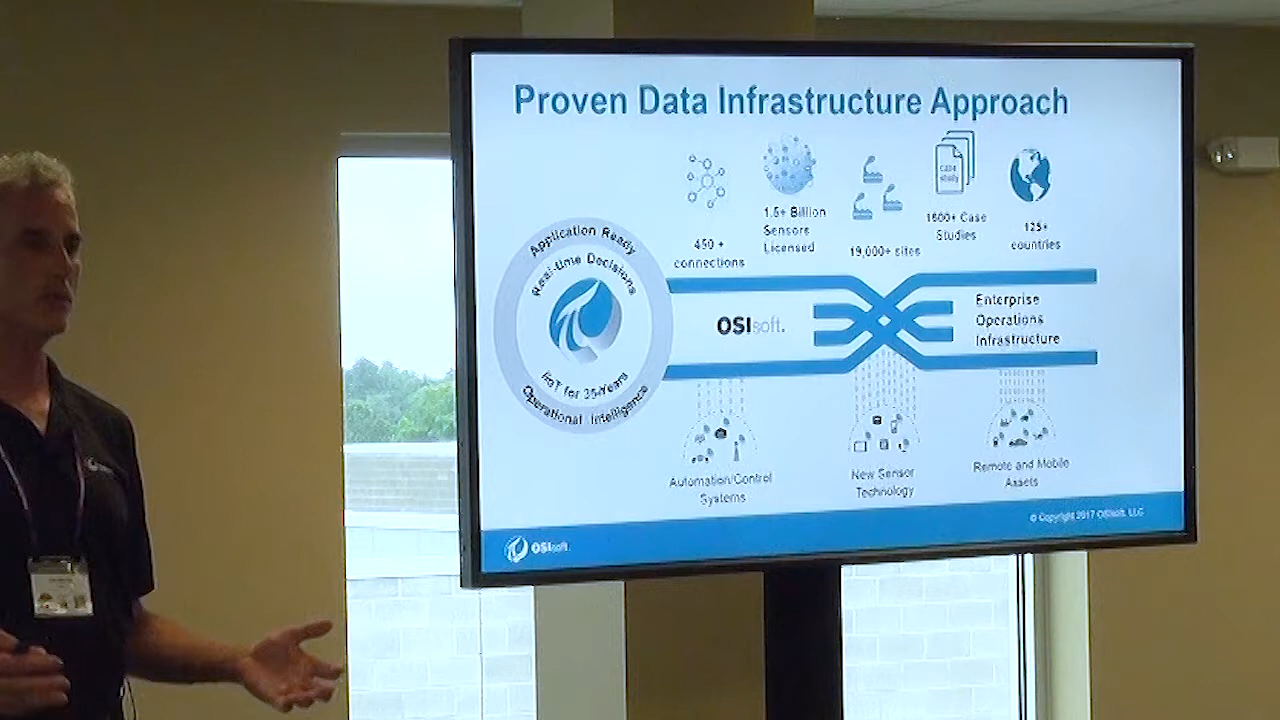 Proven Data Infrastructure Approach
case
study
450 +
connections
1.5+ Billion
Sensors
Licensed
19,000+ sites
1600+ Case
Studies
125+
countries
Application Ready
Real-time Decisions
IIoT for 35-Years
Operational Intelligence
OSIsoft.
Enterprise
Operations
Infrastructure
Automation/Control
Systems
New Sensor
Technology
Remote and Mobile
Assets
OSIsoft.
© Copyright 2017 OSIsoft, LLC